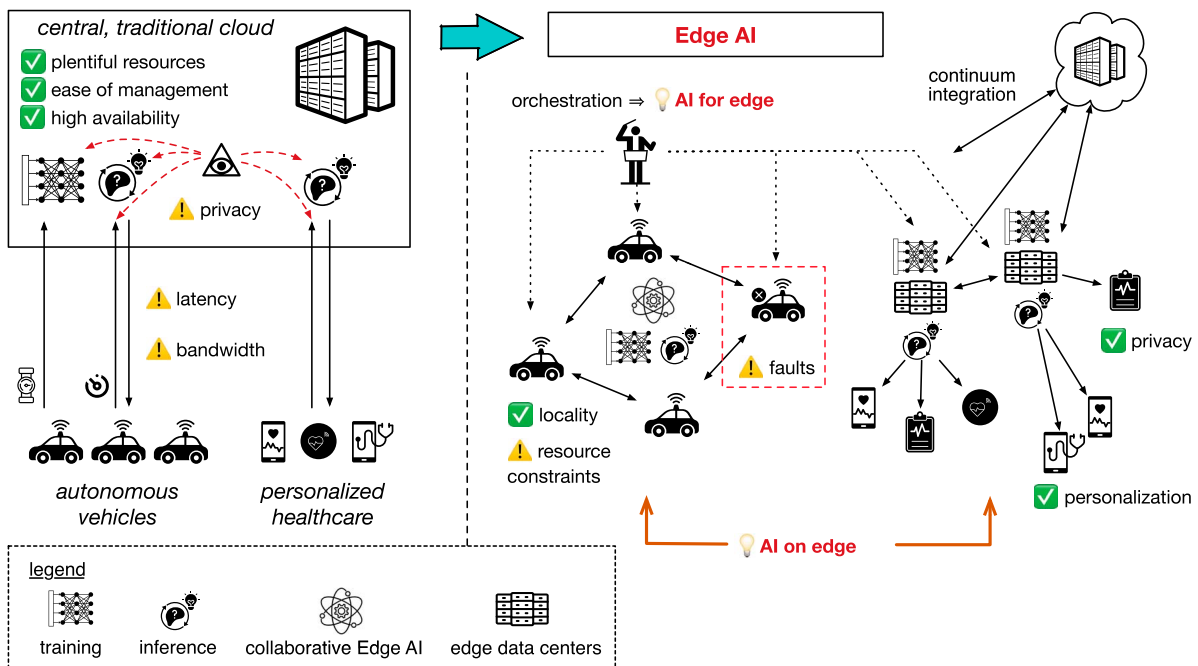 central, traditional cloud
plentiful resources
ease of management
high availability
privacy
latency
bandwidth
autonomous
vehicles
personalized
healthcare
Edge AI
orchestration ⇒ AI for edge
continuum
integration
faults
locality
resource
constraints
privacy
personalization
AI on edge
legend
training
inference
collaborative Edge AI
edge data centers